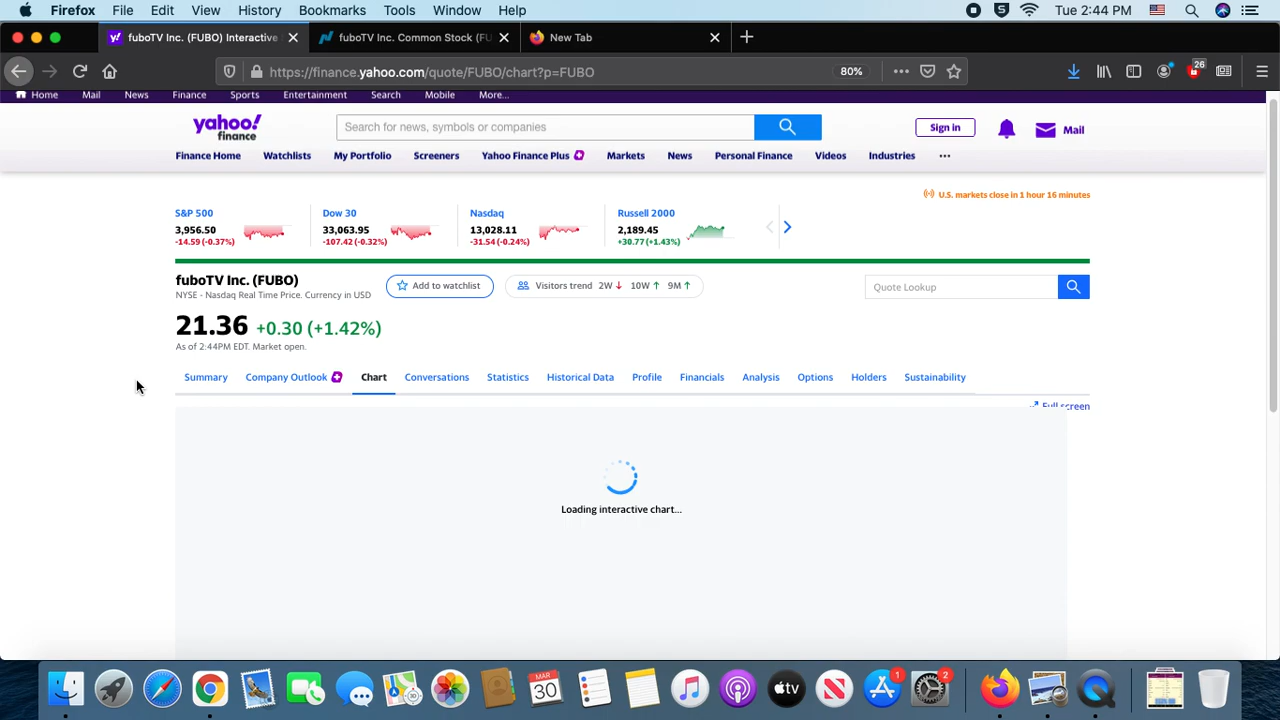 Firefox File Edit View History Bookmarks Tools Window Help
S Tue 2:44 PM
fuboTV Inc. (FUBO) Interactive
fuboTV Inc. Common Stock (FU
New Tab
https://finance.yahoo.com/quote/FUBO/chart?p=FUBO
80%
26
Home Mail News Finance Sports Entertainment Search Mobile More...
yahoo!
finance
Search for news, symbols or companies
Sign in
Mail
Finance Home Watchlists My Portfolio Screeners Yahoo Finance Plus Markets News Personal Finance Videos Industries
U.S. markets close in 1 hour 16 minutes
S&P 500 Dow 30 Nasdaq Russell 2000
3,956.50 33,063.95 13,028.11 2,189.45
-14.59 (-0.37%) -107.42 (-0.32%) -31.54 (-0.24%) +30.77 (+1.43%)
fuboTV Inc. (FUBO)
NYSE - Nasdaq Real Time Price. Currency in USD
Add to watchlist
Visitors trend 2W ↓ 10W ↑ 9M ↑
Quote Lookup
21.36 +0.30 (+1.42%)
As of 2:44PM EDT. Market open.
Summary Company Outlook Chart Conversations Statistics Historical Data Profile Financials Analysis Options Holders Sustainability
Full screen
Loading interactive chart...
MAR
30
tv
1
2